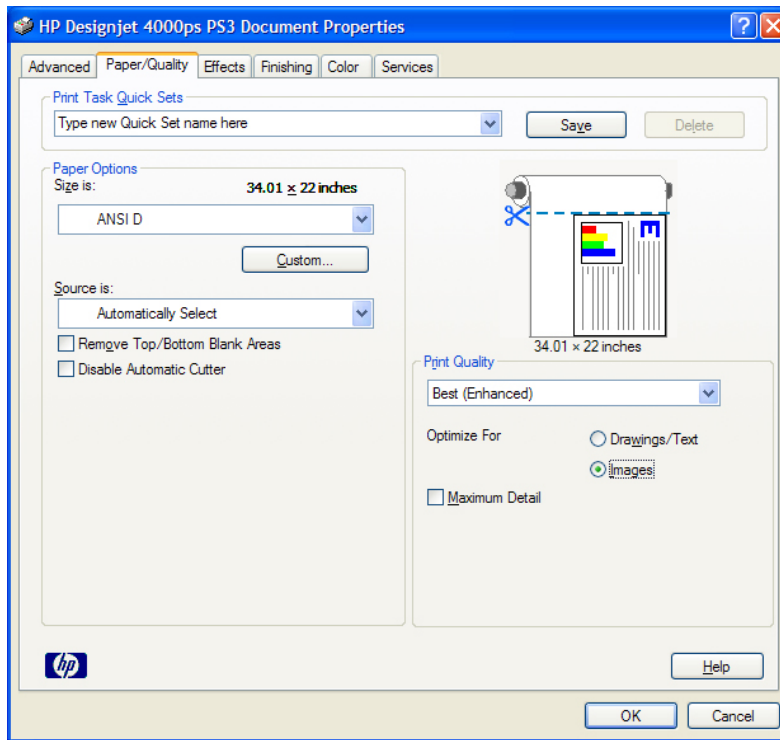 HP Designjet 4000ps PS3 Document Properties
Advanced Paper/Quality Effects Finishing Color Services
Print Task Quick Sets
Type new Quick Set name here Save Delete
Paper Options
Size is: 34.01 x 22 inches
ANSI D
Custom...
Source is:
Automatically Select
Remove Top/Bottom Blank Areas
Disable Automatic Cutter
E
34.01 × 22 inches
Print Quality
Best (Enhanced)
Optimize For Drawings/Text
Images
Maximum Detail
hp
Help
OK Cancel